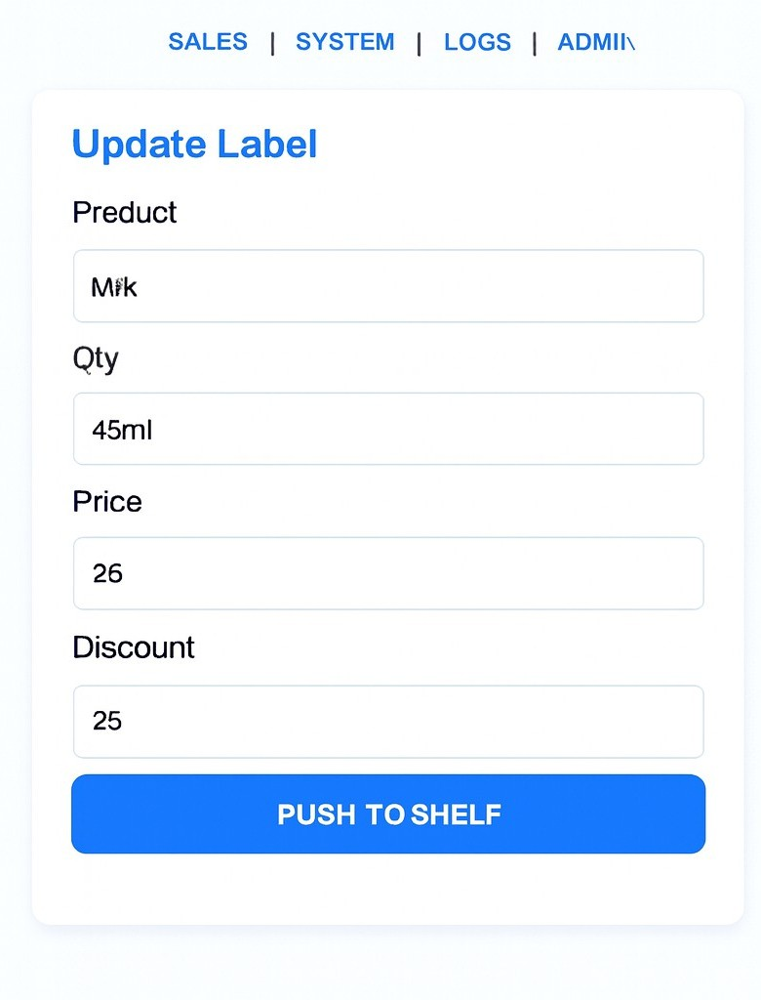 SALES | SYSTEM | LOGS |
Update Label
Preduct
Qty
45ml
Price
26
Discount
25
PUSH TO SHELF